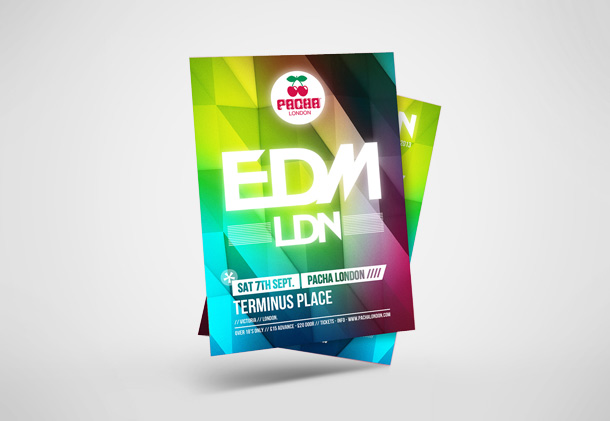 PACHA
LONDON
EDM
LDN
SAT 7TH SEPT. PACHA LONDON ////
TERMINUS PLACE
// VICTORIA // LONDON.
OVER 18'S ONLY // £15 ADVANCE - £20 DOOR // TICKETS - INFO - WWW.PACHALONDON.COM
N
2013